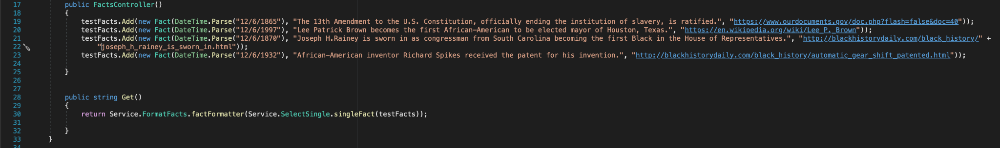 17 public FactsController()
18 {
19 testFacts.Add(new Fact(DateTime.Parse("12/6/1865"), "The 13th Amendment to the U.S. Constitution, officially ending the institution of slavery, is ratified.", "https://www.ourdocuments.gov/doc.php?flash=false&doc=40"));
20 testFacts.Add(new Fact(DateTime.Parse("12/6/1997"), "Lee Patrick Brown becomes the first African-American to be elected mayor of Houston, Texas.", "https://en.wikipedia.org/wiki/Lee_P._Brown"));
21 testFacts.Add(new Fact(DateTime.Parse("12/6/1870"), "Joseph H.Rainey is sworn in as congressman from South Carolina becoming the first Black in the House of Representatives.", "http://blackhistorydaily.com/black_history/" +
22 "joseph_h_rainey_is_sworn_in.html"));
23 testFacts.Add(new Fact(DateTime.Parse("12/6/1932"), "African-American inventor Richard Spikes received the patent for his invention.", "http://blackhistorydaily.com/black_history/automatic_gear_shift_patented.html"));
24
25 }
26
27
28 public string Get()
29 {
30 return Service.FormatFacts.factFormatter(Service.SelectSingle.singleFact(testFacts));
31
32 }
33 }
34